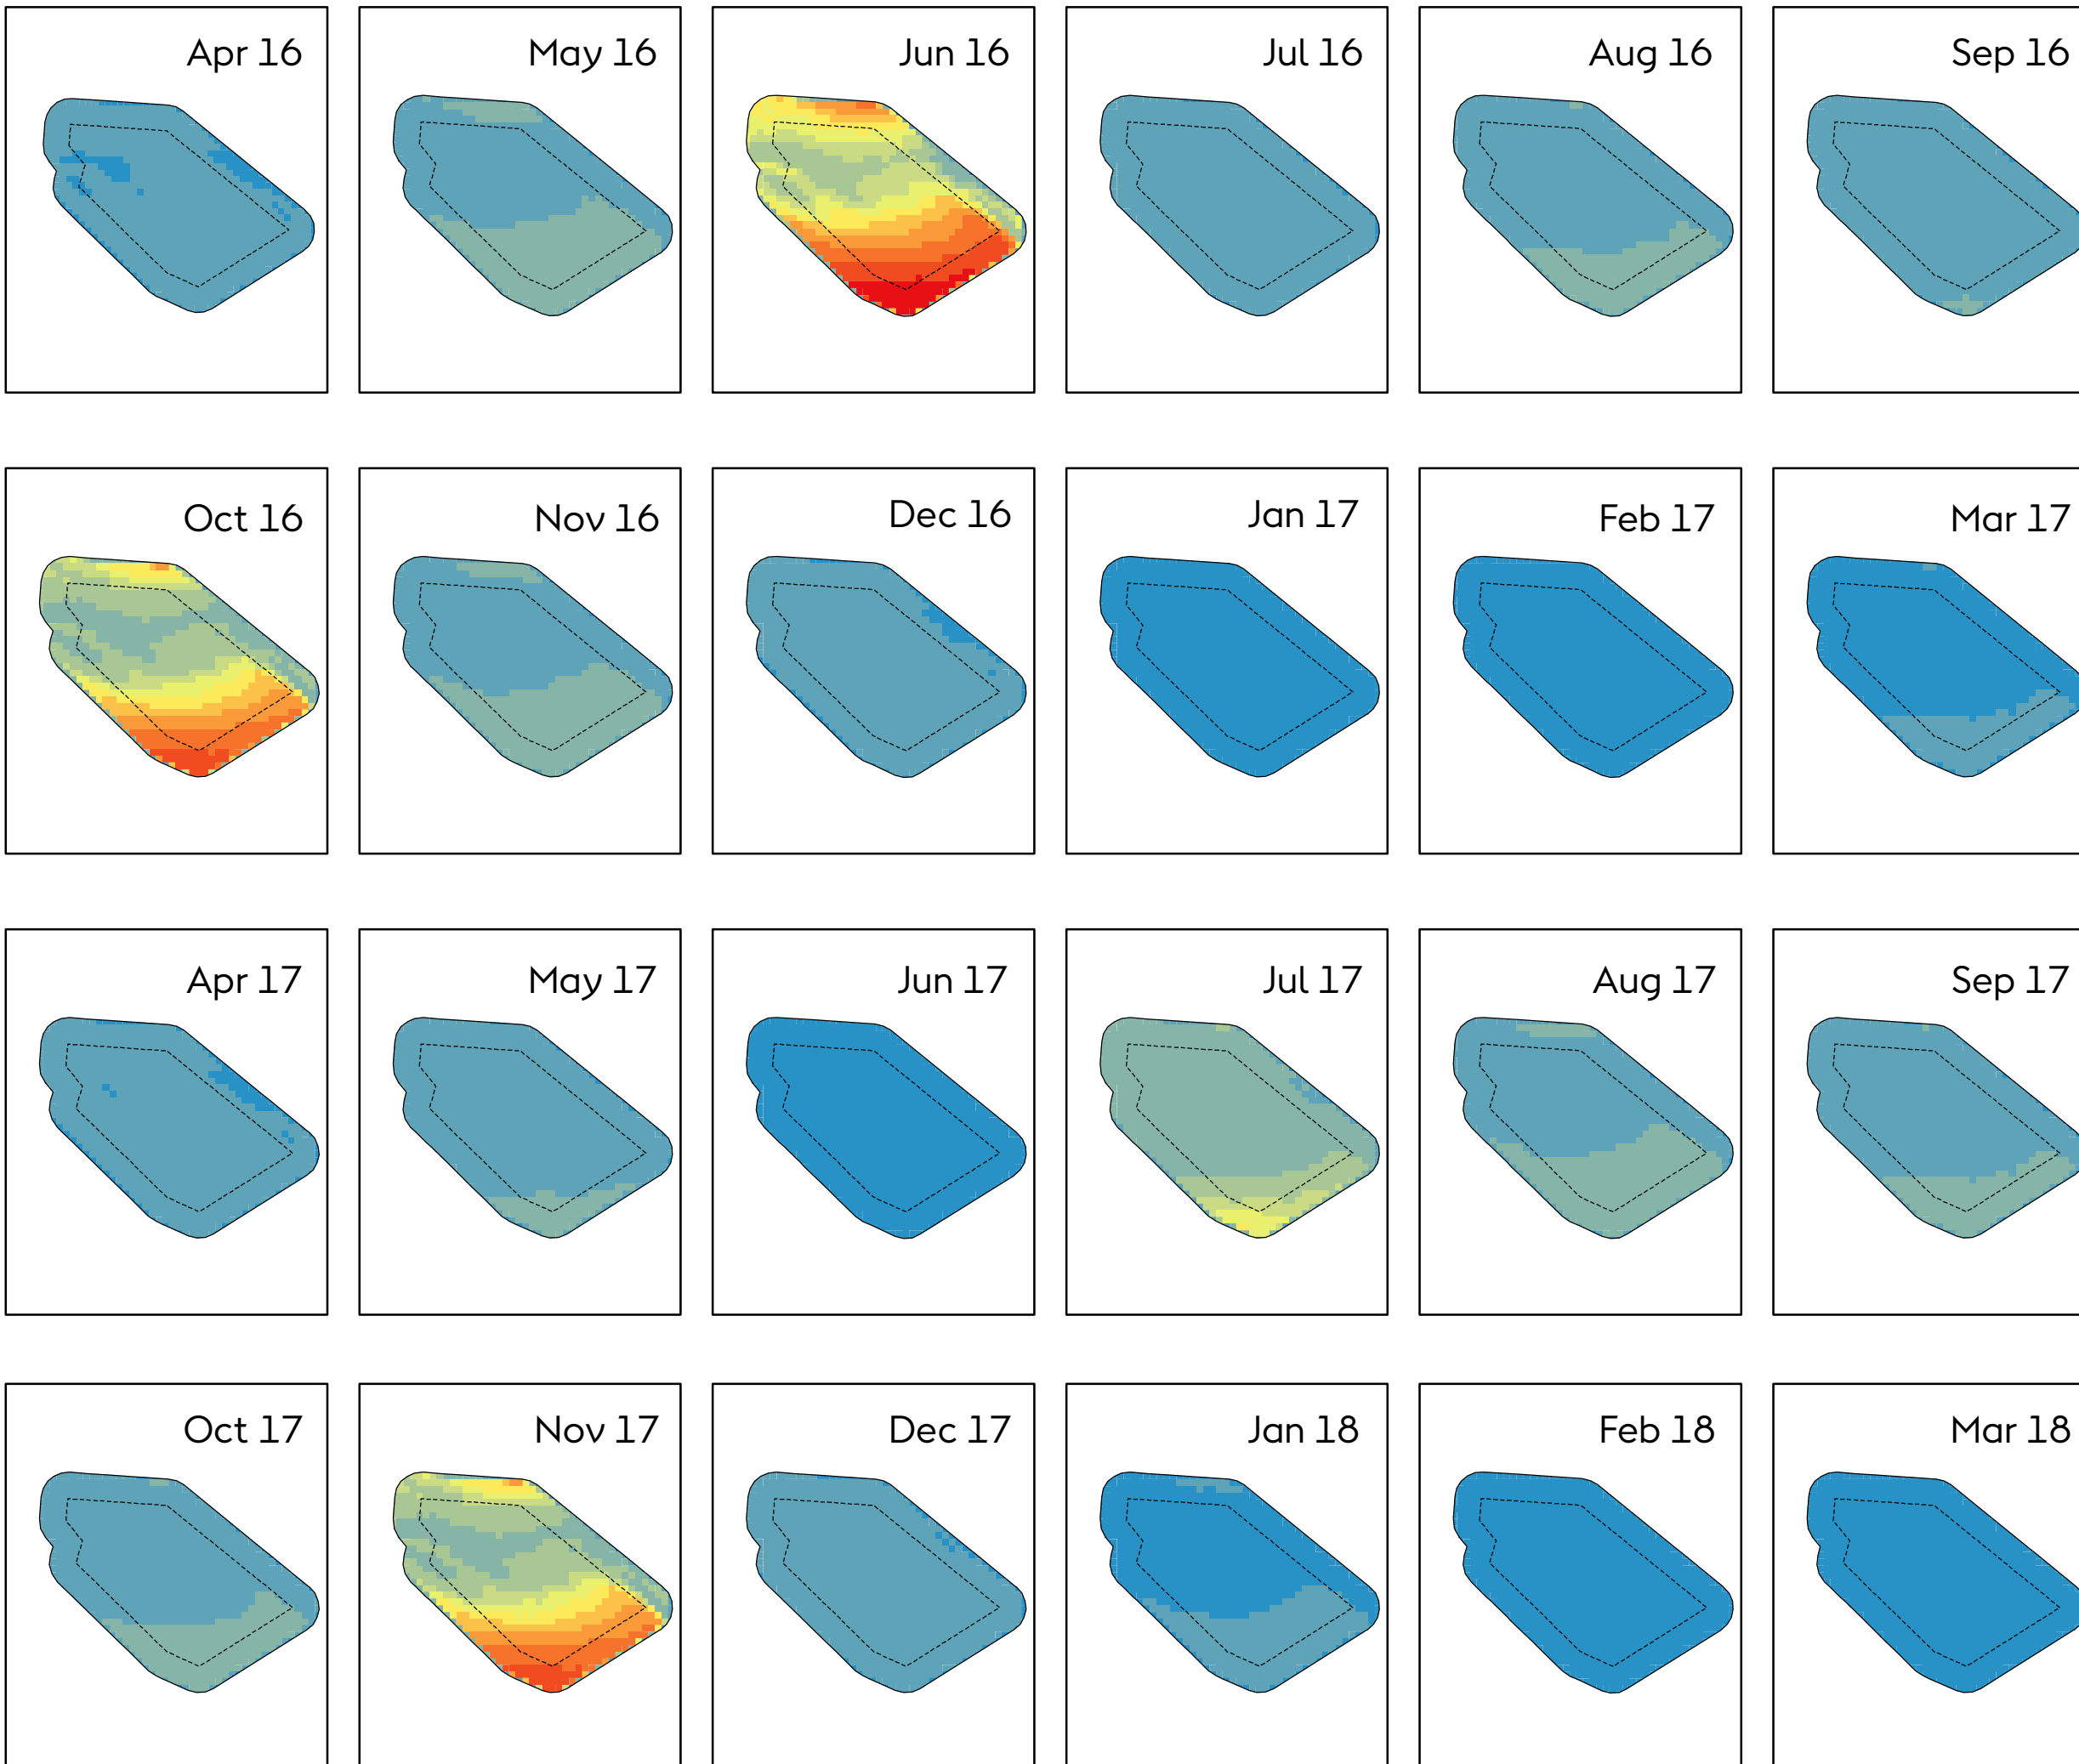 Apr 16
May 16
Jun 16
Jul 16
Aug 16
Sep 16
Oct 16
Nov 16
Dec 16
Jan 17
Feb 17
Mar 17
Apr 17
May 17
Jun 17
Jul 17
Aug 17
Sep 17
Oct 17
Nov 17
Dec 17
Jan 18
Feb 18
Mar 18